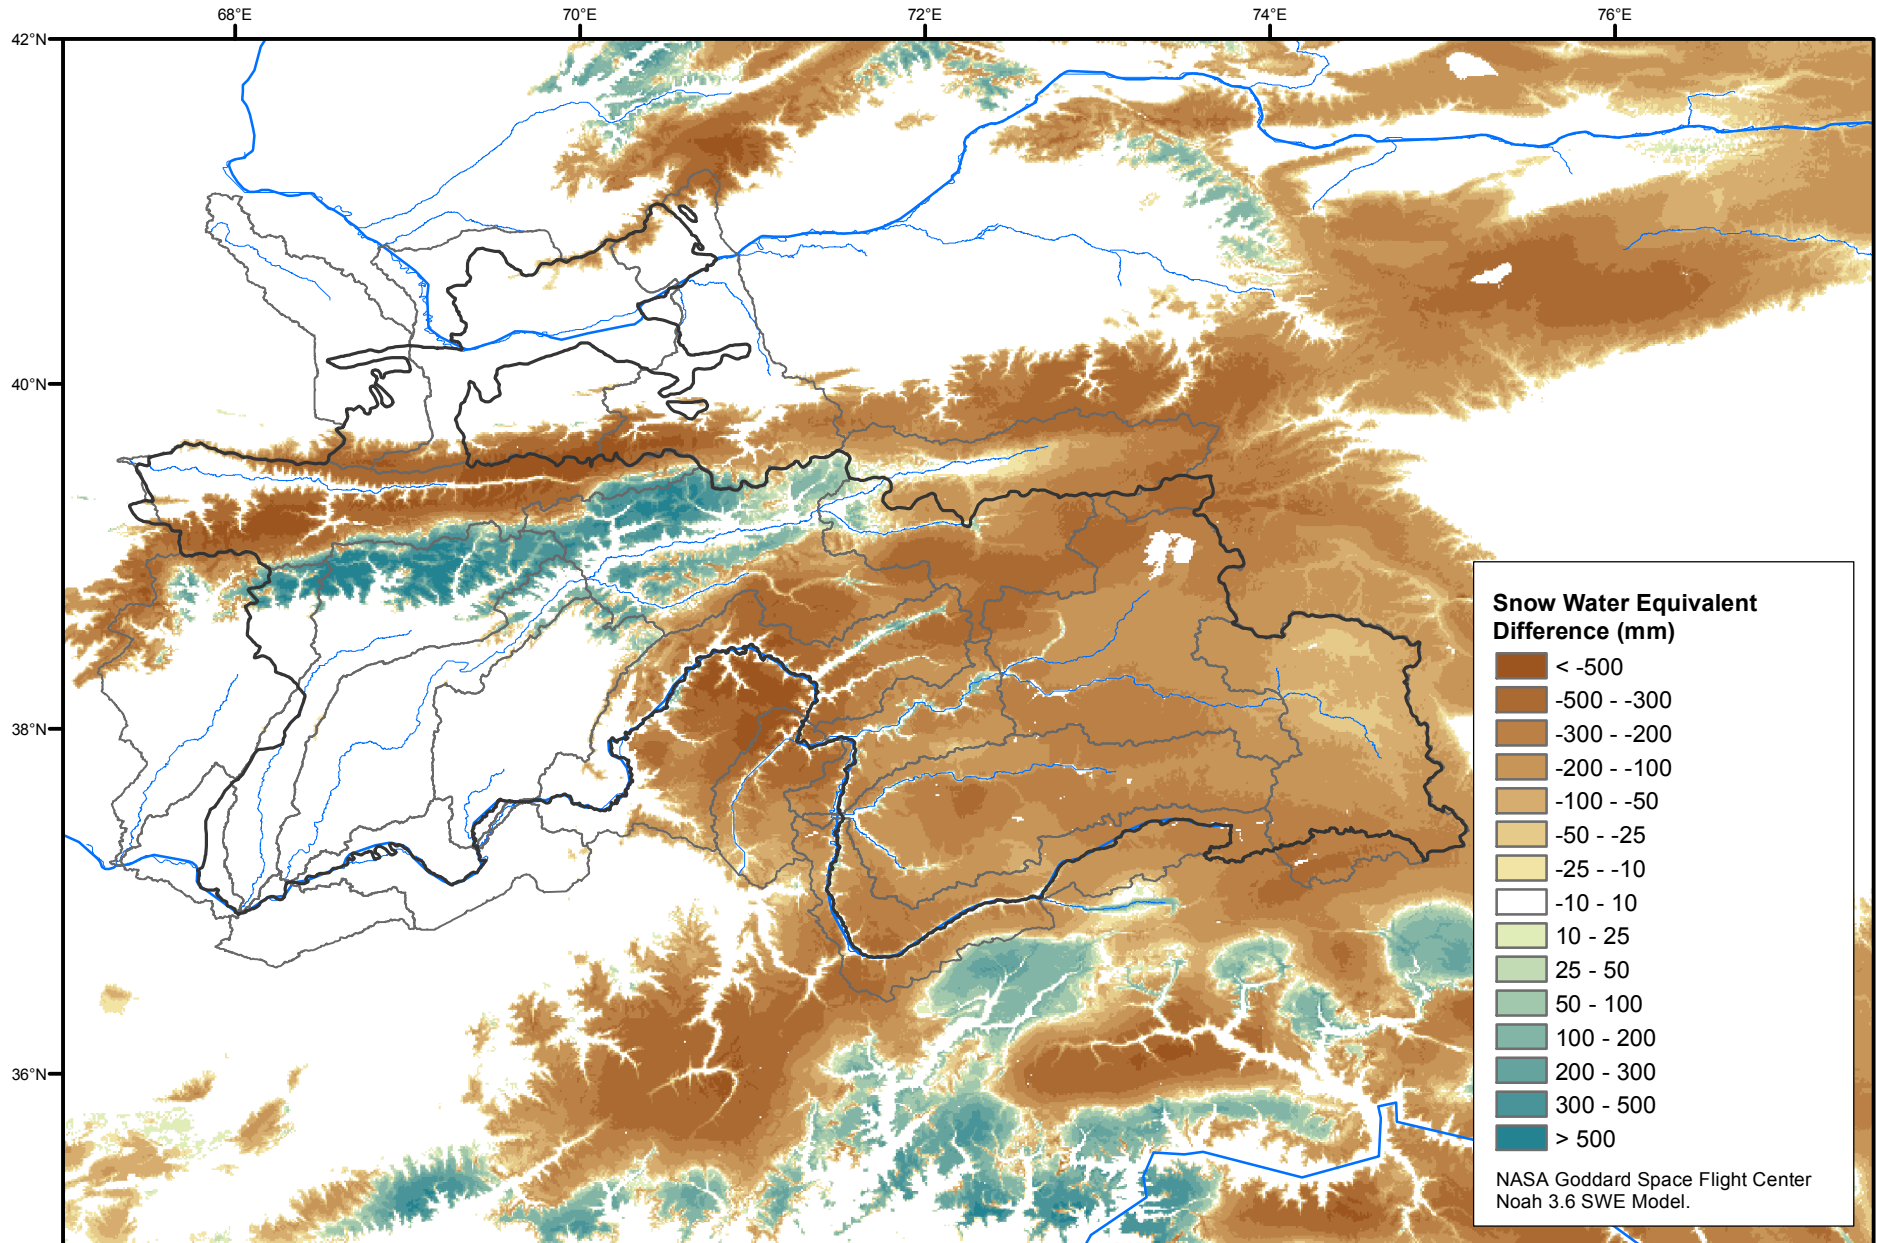 68°E
70°E
72°E
74°E
76°E
42°N
40°N
38°N
36°N
Snow Water Equivalent
Difference (mm)
< -500
-500 - -300
-300 - -200
-200 - -100
-100 - -50
-50 - -25
-25 - -10
-10 - 10
10 - 25
25 - 50
50 - 100
100 - 200
200 - 300
300 - 500
> 500
NASA Goddard Space Flight Center
Noah 3.6 SWE Model.